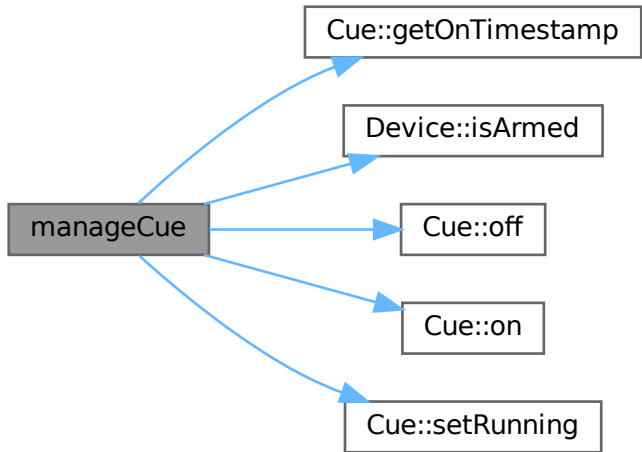 Cue::getOnTimestamp
Device::isArmed
manageCue
Cue::off
Cue::on
Cue::setRunning